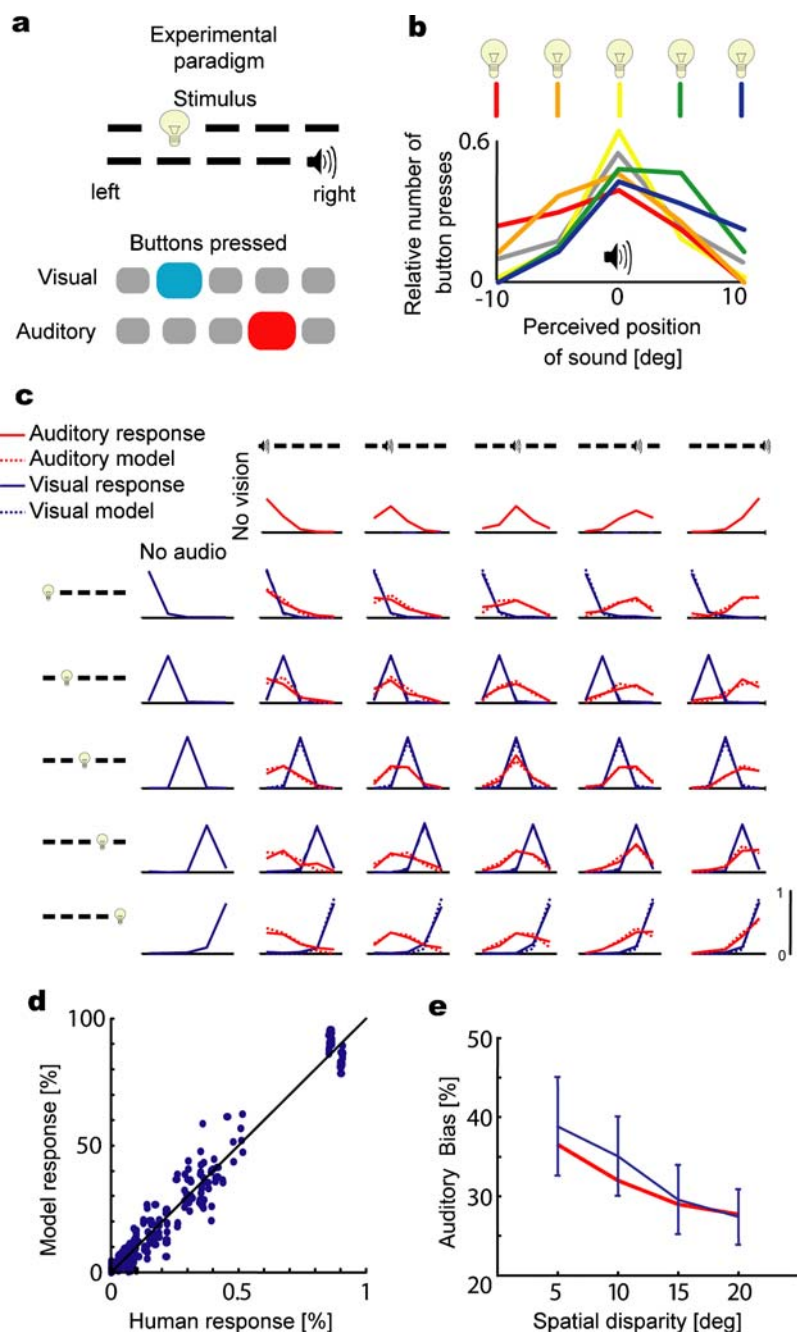 a
Experimental
paradigm
Stimulus
left
right
Buttons pressed
Visual
Auditory
b
Relative number of
button presses
0.6
0
-10
0
10
Perceived position
of sound [deg]
c
Auditory response
Auditory model
Visual response
Visual model
No vision
No audio
1
0
d
Model response [%]
100
50
0
0
0.5
1
Human response [%]
e
Auditory Bias [%]
50
40
30
20
5
10
15
20
Spatial disparity [deg]